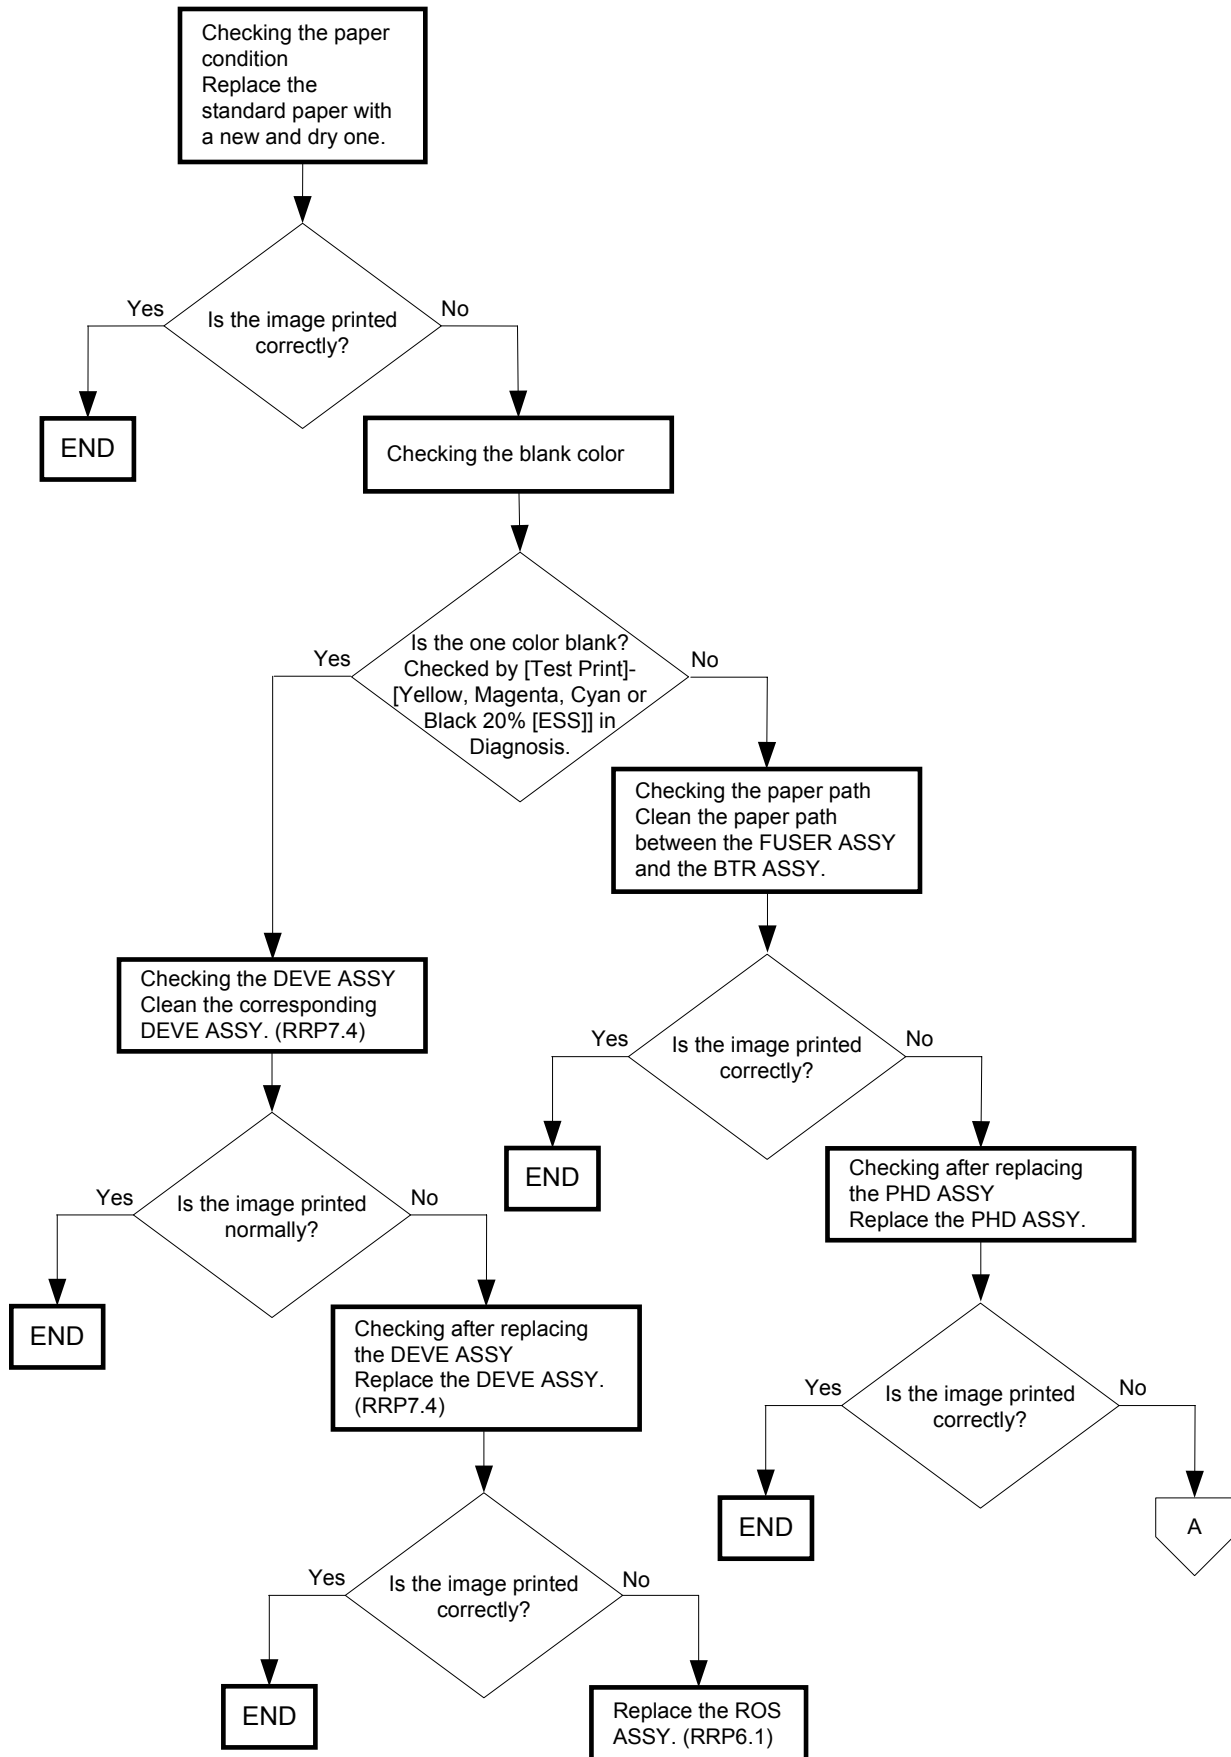 Checking the paper
condition
Replace the
standard paper with
a new and dry one.
Yes
No
Is the image printed
correctly?
END
Checking the blank color
Yes
No
Is the one color blank?
Checked by [Test Print]-
[Yellow, Magenta, Cyan or
Black 20% [ESS]] in
Diagnosis.
Checking the paper path
Clean the paper path
between the FUSER ASSY
and the BTR ASSY.
Checking the DEVE ASSY
Clean the corresponding
DEVE ASSY. (RRP7.4)
Yes
No
Is the image printed
correctly?
END
Checking after replacing
the PHD ASSY
Replace the PHD ASSY.
Yes
No
Is the image printed
normally?
END
Checking after replacing
the DEVE ASSY
Replace the DEVE ASSY.
(RRP7.4)
Yes
No
Is the image printed
correctly?
END
A
Yes
No
Is the image printed
correctly?
END
Replace the ROS
ASSY. (RRP6.1)